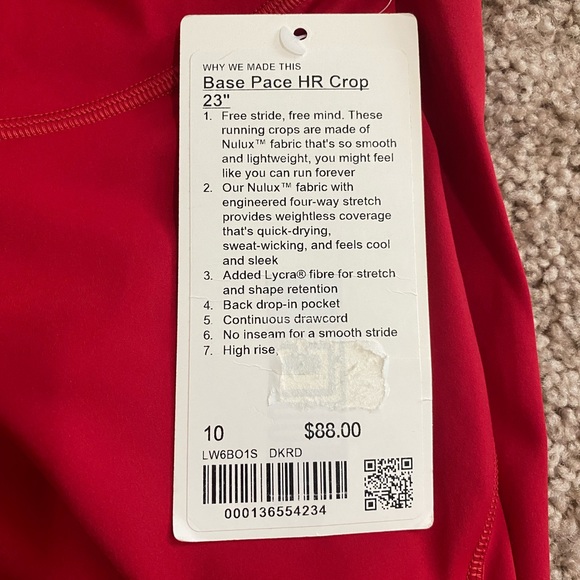 WHY WE MADE THIS
Base Pace HR Crop
23"
1. Free stride, free mind. These
running crops are made of
Nulux™ fabric that's so smooth
and lightweight, you might feel
like you can run forever
2. Our Nulux™ fabric with
engineered four-way stretch
provides weightless coverage
that's quick-drying,
sweat-wicking, and feels cool
and sleek
3. Added Lycra® fibre for stretch
and shape retention
4. Back drop-in pocket
5. Continuous drawcord
6. No inseam for a smooth stride
7. High rise,
10 $88.00
LW6BO1S DKRD
000136554234